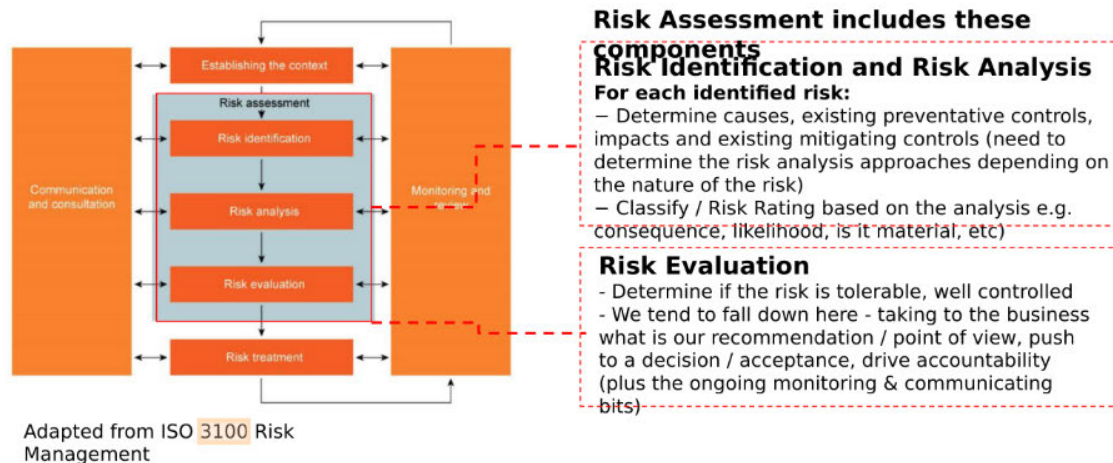 Establishing the context
Risk assessment
Risk identification
Communication
and consultation
Risk analysis
Monitoring and
review
Risk evaluation
Risk treatment
Adapted from ISO 3100 Risk
Management
Risk Assessment includes these
components
Risk Identification and Risk Analysis
For each identified risk:
− Determine causes, existing preventative controls,
impacts and existing mitigating controls (need to
determine the risk analysis approaches depending on
the nature of the risk)
− Classify / Risk Rating based on the analysis e.g.
consequence, likelihood, is it material, etc)
Risk Evaluation
- Determine if the risk is tolerable, well controlled
- We tend to fall down here - taking to the business
what is our recommendation / point of view, push
to a decision / acceptance, drive accountability
(plus the ongoing monitoring & communicating
bits)